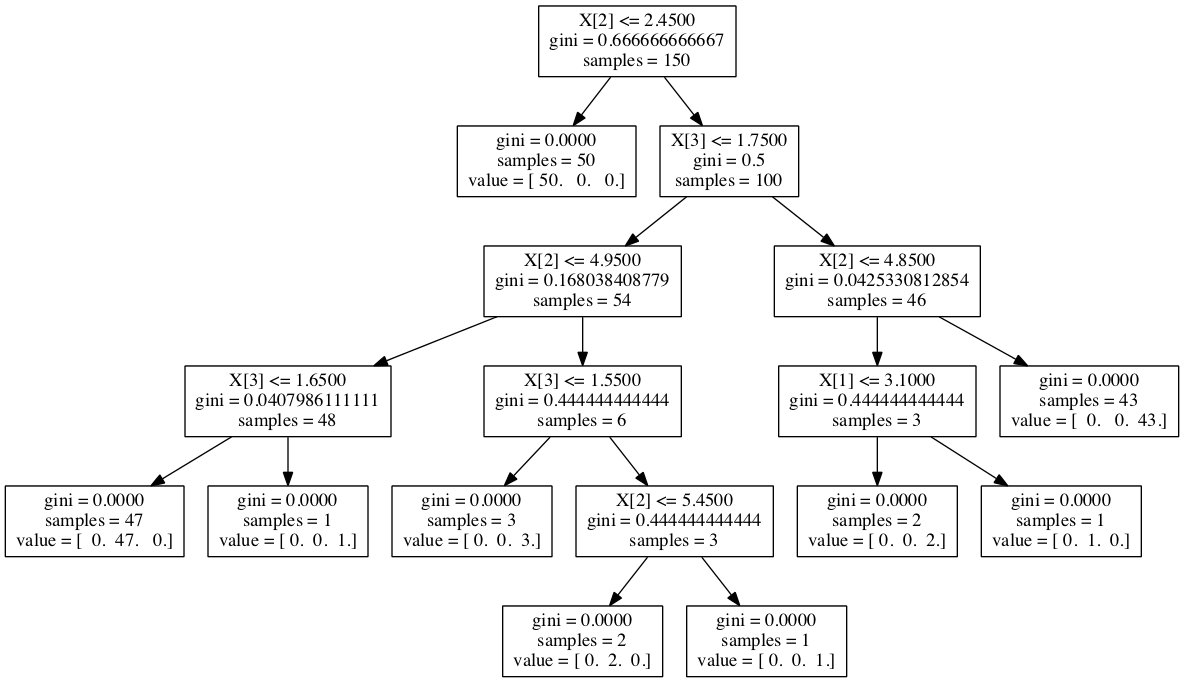 X[2] <= 2.4500
gini = 0.666666666667
samples = 150
gini = 0.0000
samples = 50
value = [ 50.   0.   0.]
X[3] <= 1.7500
gini = 0.5
samples = 100
X[2] <= 4.9500
gini = 0.168038408779
samples = 54
X[2] <= 4.8500
gini = 0.0425330812854
samples = 46
X[3] <= 1.6500
gini = 0.0407986111111
samples = 48
X[3] <= 1.5500
gini = 0.444444444444
samples = 6
X[1] <= 3.1000
gini = 0.444444444444
samples = 3
gini = 0.0000
samples = 43
value = [  0.   0.  43.]
gini = 0.0000
samples = 47
value = [  0.  47.   0.]
gini = 0.0000
samples = 1
value = [ 0.  0.  1.]
gini = 0.0000
samples = 3
value = [ 0.  0.  3.]
X[2] <= 5.4500
gini = 0.444444444444
samples = 3
gini = 0.0000
samples = 2
value = [ 0.  0.  2.]
gini = 0.0000
samples = 1
value = [ 0.  1.  0.]
gini = 0.0000
samples = 2
value = [ 0.  2.  0.]
gini = 0.0000
samples = 1
value = [ 0.  0.  1.]